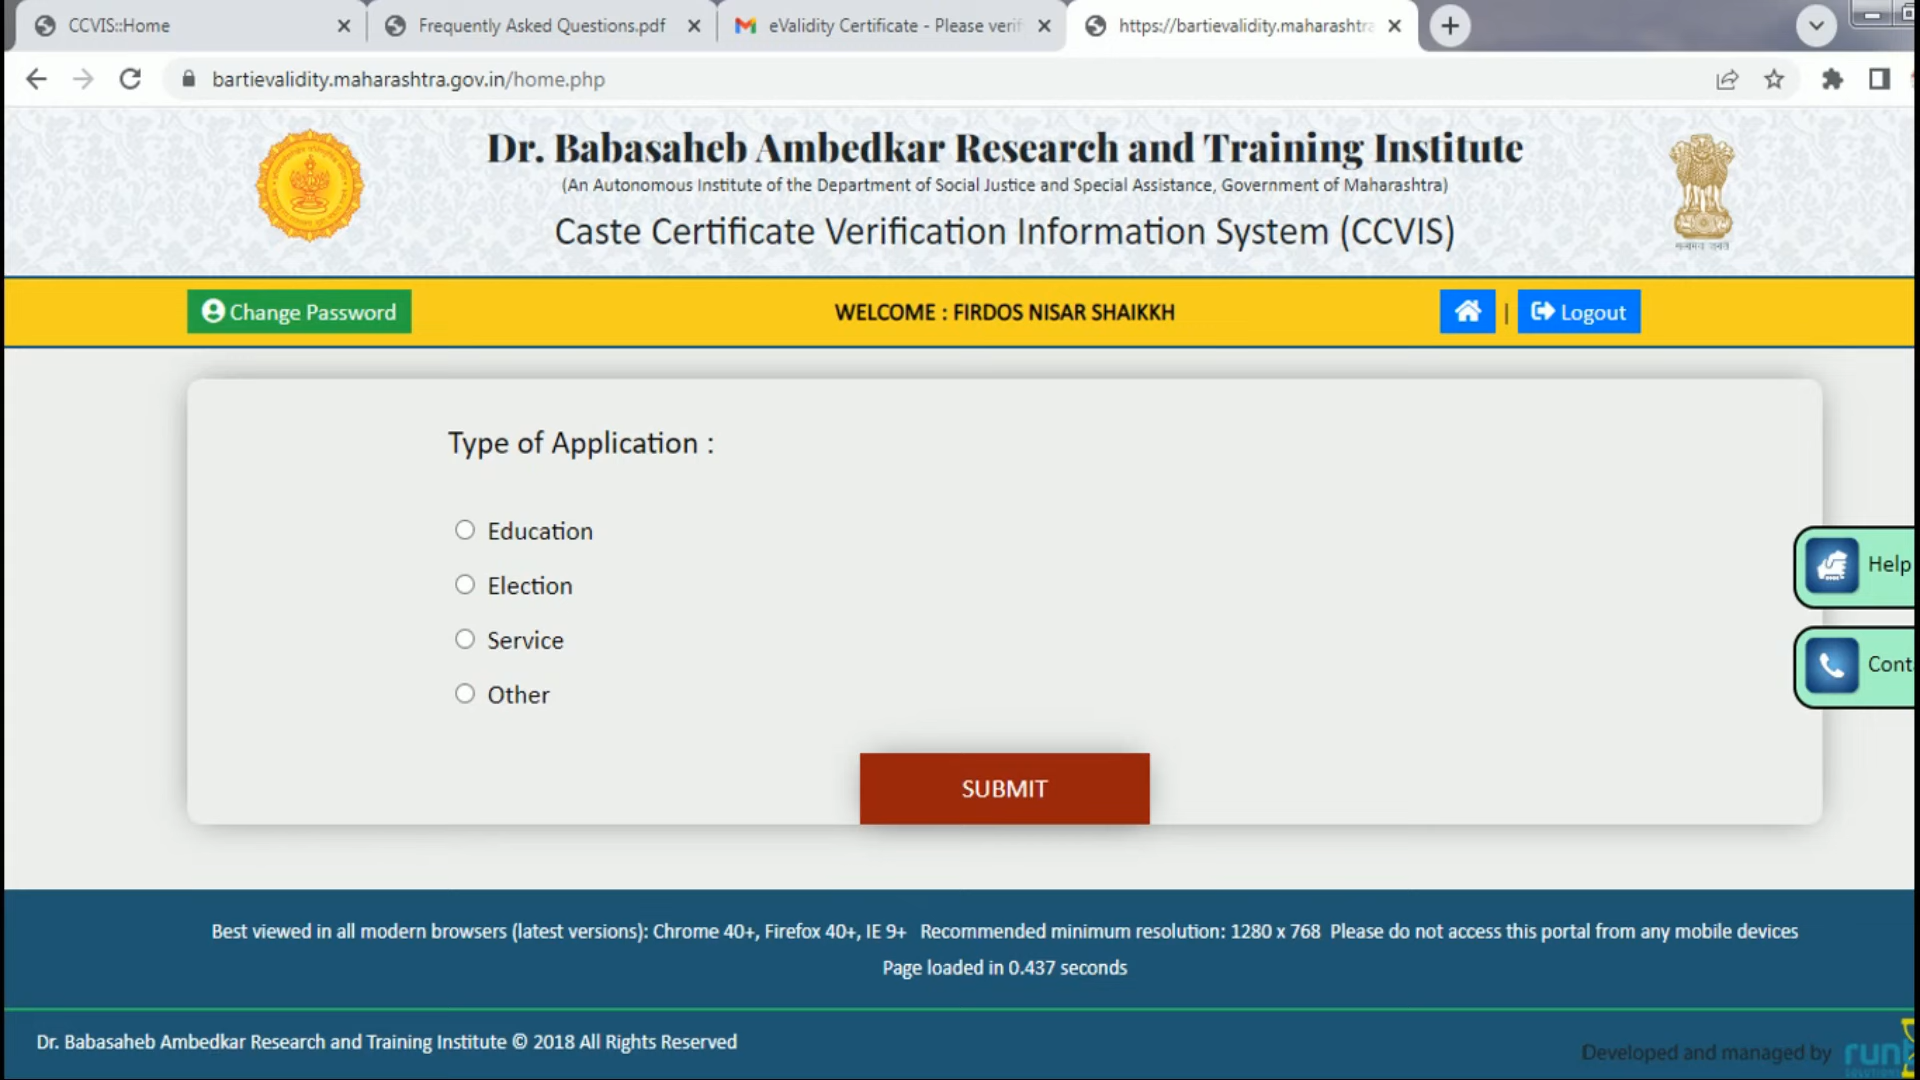 CCVIS::Home
Frequently Asked Questions.pdf
eValidity Certificate - Please verif
https://bartievalidity.maharashtra
bartievalidity.maharashtra.gov.in/home.php
Dr. Babasaheb Ambedkar Research and Training Institute
(An Autonomous Institute of the Department of Social Justice and Special Assistance, Government of Maharashtra)
Caste Certificate Verification Information System (CCVIS)
Change Password
WELCOME : FIRDOS NISAR SHAIKKH
| Logout
Type of Application :
Education
Election
Service
Other
Help
Cont
SUBMIT
Best viewed in all modern browsers (latest versions): Chrome 40+, Firefox 40+, IE 9+ Recommended minimum resolution: 1280 x 768 Please do not access this portal from any mobile devices
Page loaded in 0.437 seconds
Dr. Babasaheb Ambedkar Research and Training Institute © 2018 All Rights Reserved
Developed and managed by
run